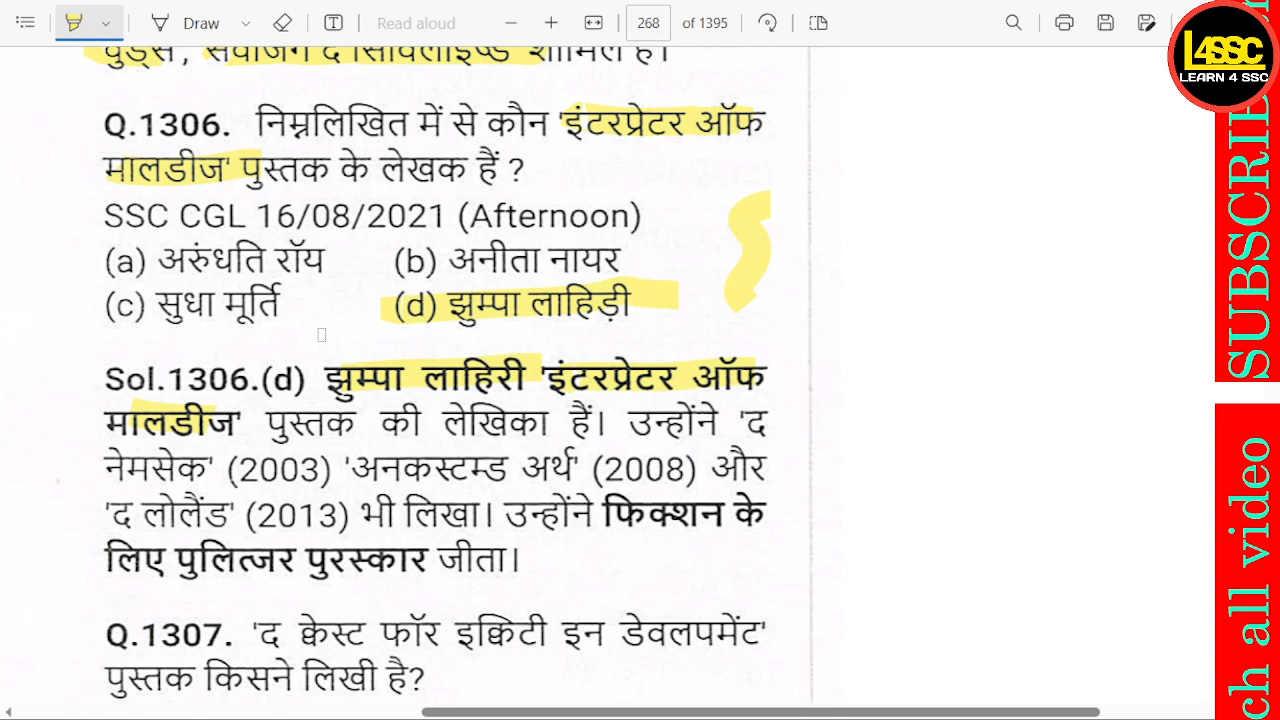 Draw
Read aloud
268
of 1395
L4SSC
LEARN 4 SSC
वुड्स, सेवाजिंग द सिविलाइज्ड शामिल हैं।
Q.1306. निम्नलिखित में से कौन 'इंटरप्रेटर ऑफ
मालडीज' पुस्तक के लेखक हैं ?
SSC CGL 16/08/2021 (Afternoon)
(a) अरुंधति रॉय (b) अनीता नायर
(c) सुधा मूर्ति (d) झुम्पा लाहिड़ी
Sol.1306.(d) झुम्पा लाहिरी 'इंटरप्रेटर ऑफ
मालडीज' पुस्तक की लेखिका हैं। उन्होंने 'द
नेमसेक' (2003) 'अनकस्टम्ड अर्थ' (2008) और
'द लोलैंड' (2013) भी लिखा। उन्होंने फिक्शन के
लिए पुलित्जर पुरस्कार जीता।
Q.1307. 'द क्वेस्ट फॉर इक्विटी इन डेवलपमेंट'
पुस्तक किसने लिखी है?
SUBSCRIBE
ch all video